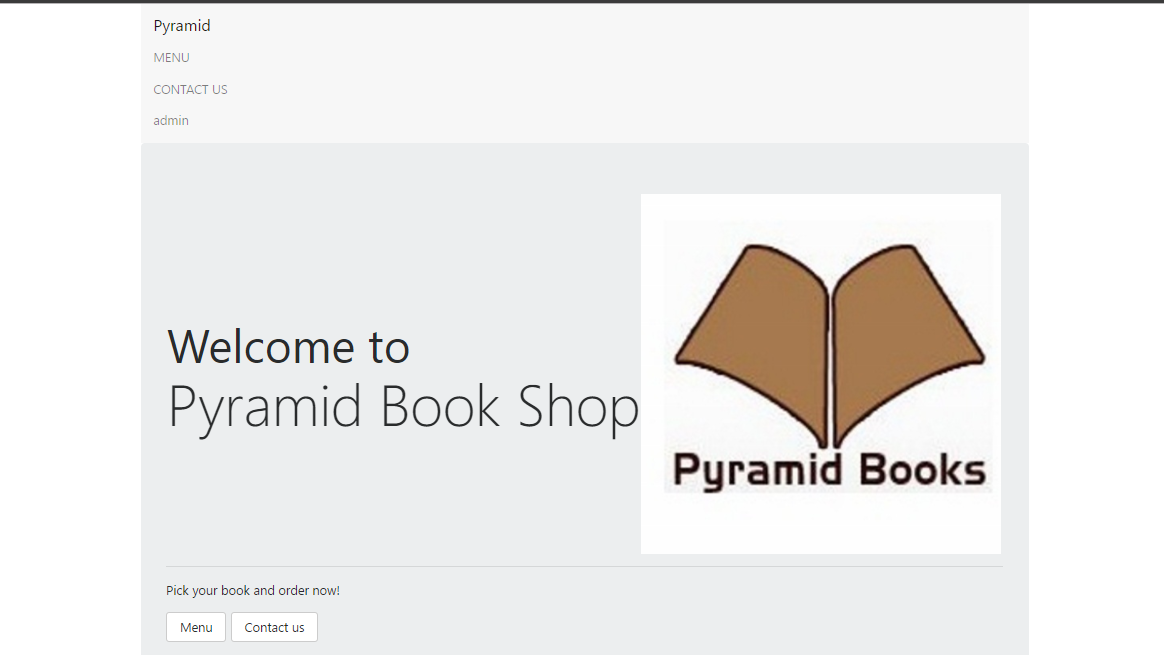 Pyramid
MENU
CONTACT US
admin
Welcome to
Pyramid Book Shop
Pyramid Books
Pick your book and order now!
Menu
Contact us